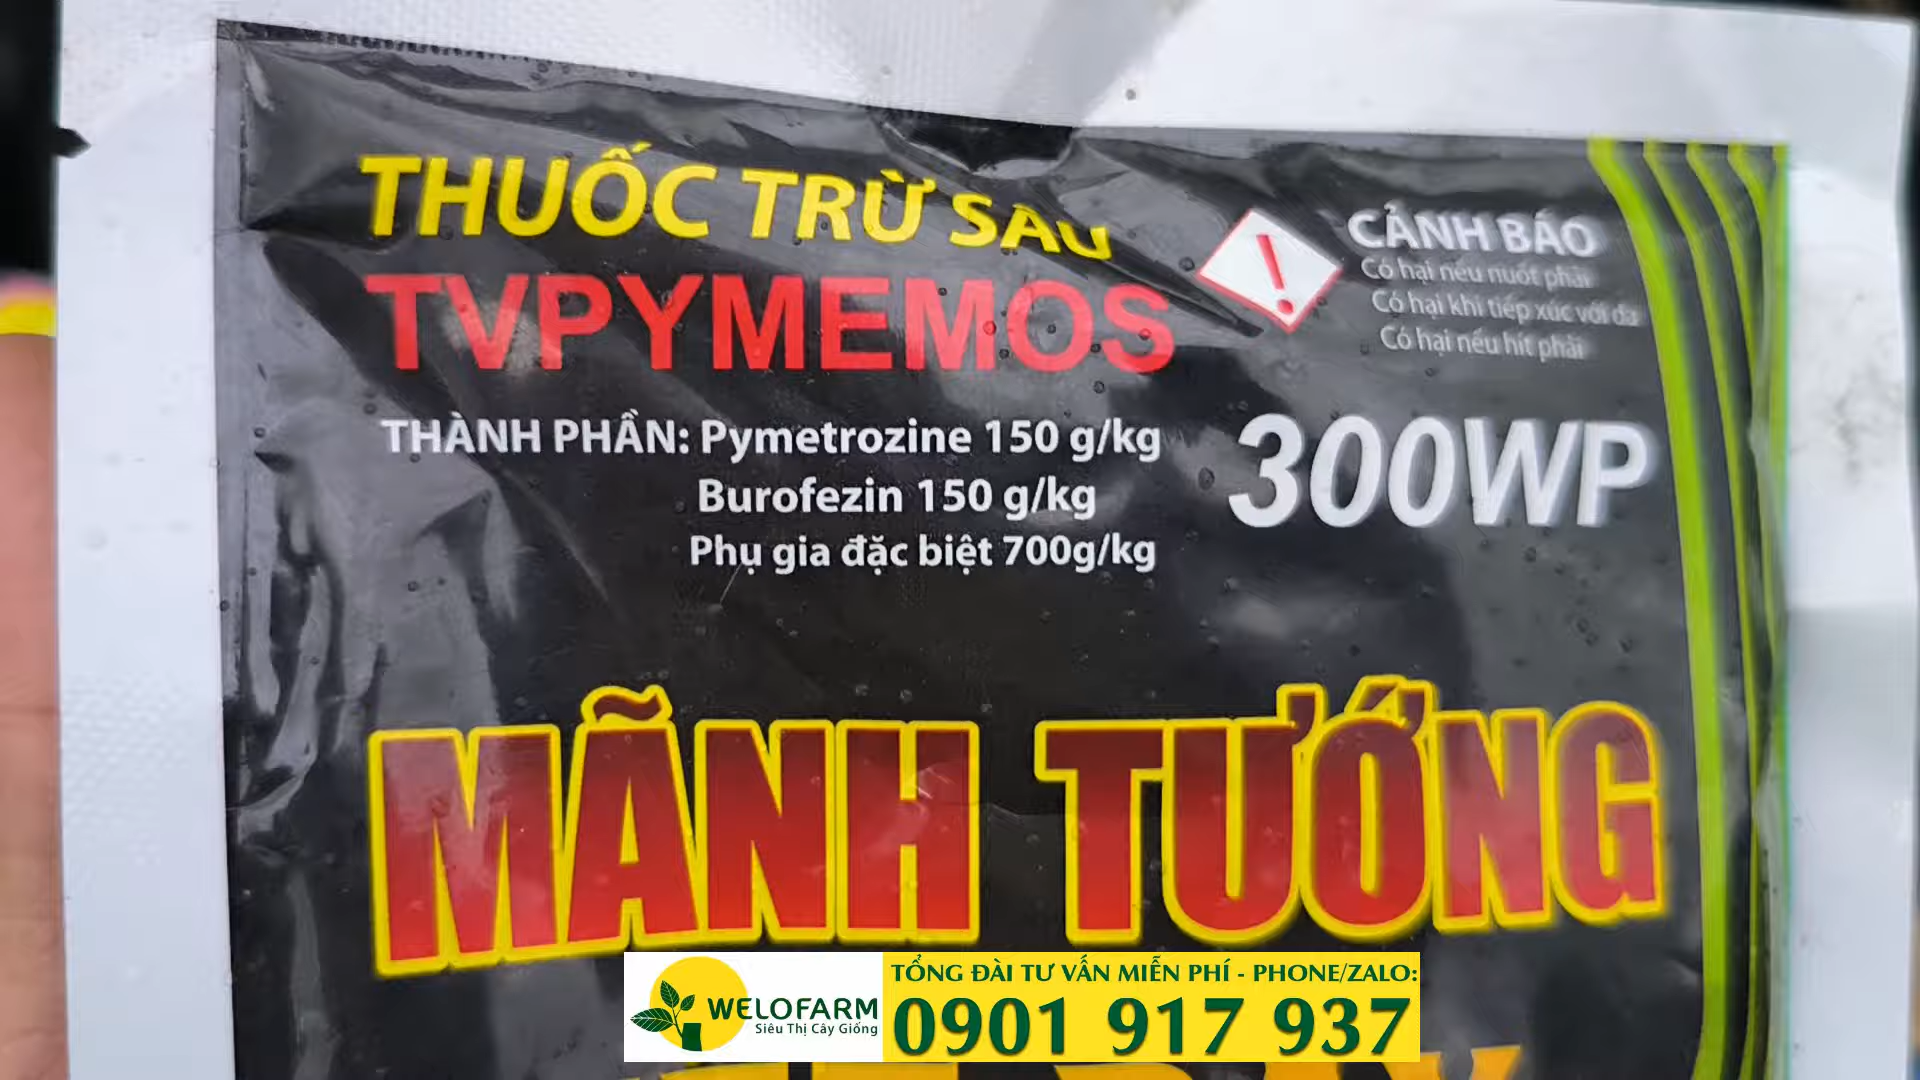 THUỐC TRỪ SÂU
TVPYMEMOS
CẢNH BÁO
Có hại nếu nuốt phải
Có hại khi tiếp xúc với da
Có hại nếu hít phải
THÀNH PHẦN: Pymetrozine 150 g/kg
Burofezin 150 g/kg
Phụ gia đặc biệt 700g/kg
300WP
MÃNH TƯỚNG
WELOFARM
Siêu Thị Cây Giống
TỔNG ĐÀI TƯ VẤN MIỄN PHÍ - PHONE/ZALO:
0901 917 937